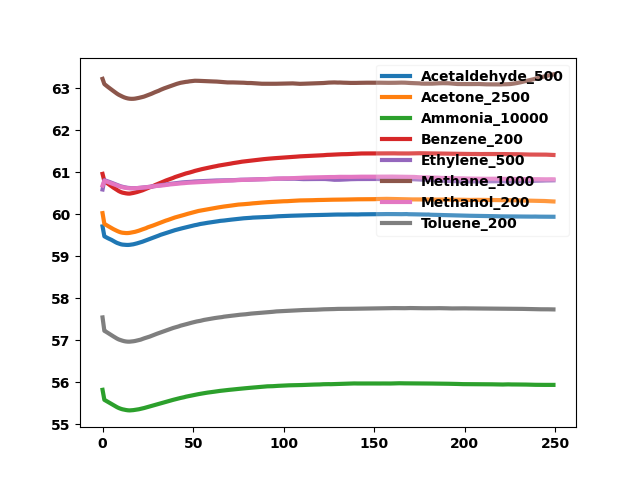 63
62
61
60
59
58
57
56
55
0 50 100 150 200 250
Acetaldehyde_500
Acetone_2500
Ammonia_10000
Benzene_200
Ethylene_500
Methane_1000
Methanol_200
Toluene_200